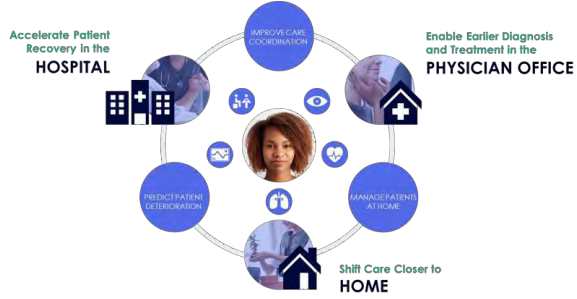 IMPROVE CARE
COORDINATION
Accelerate Patient
Recovery in the
HOSPITAL
Enable Earlier Diagnosis
and Treatment in the
PHYSICIAN OFFICE
PREDICT PATIENT
DETERIORATION
MANAGE PATIENTS
AT HOME
Shift Care Closer to
HOME